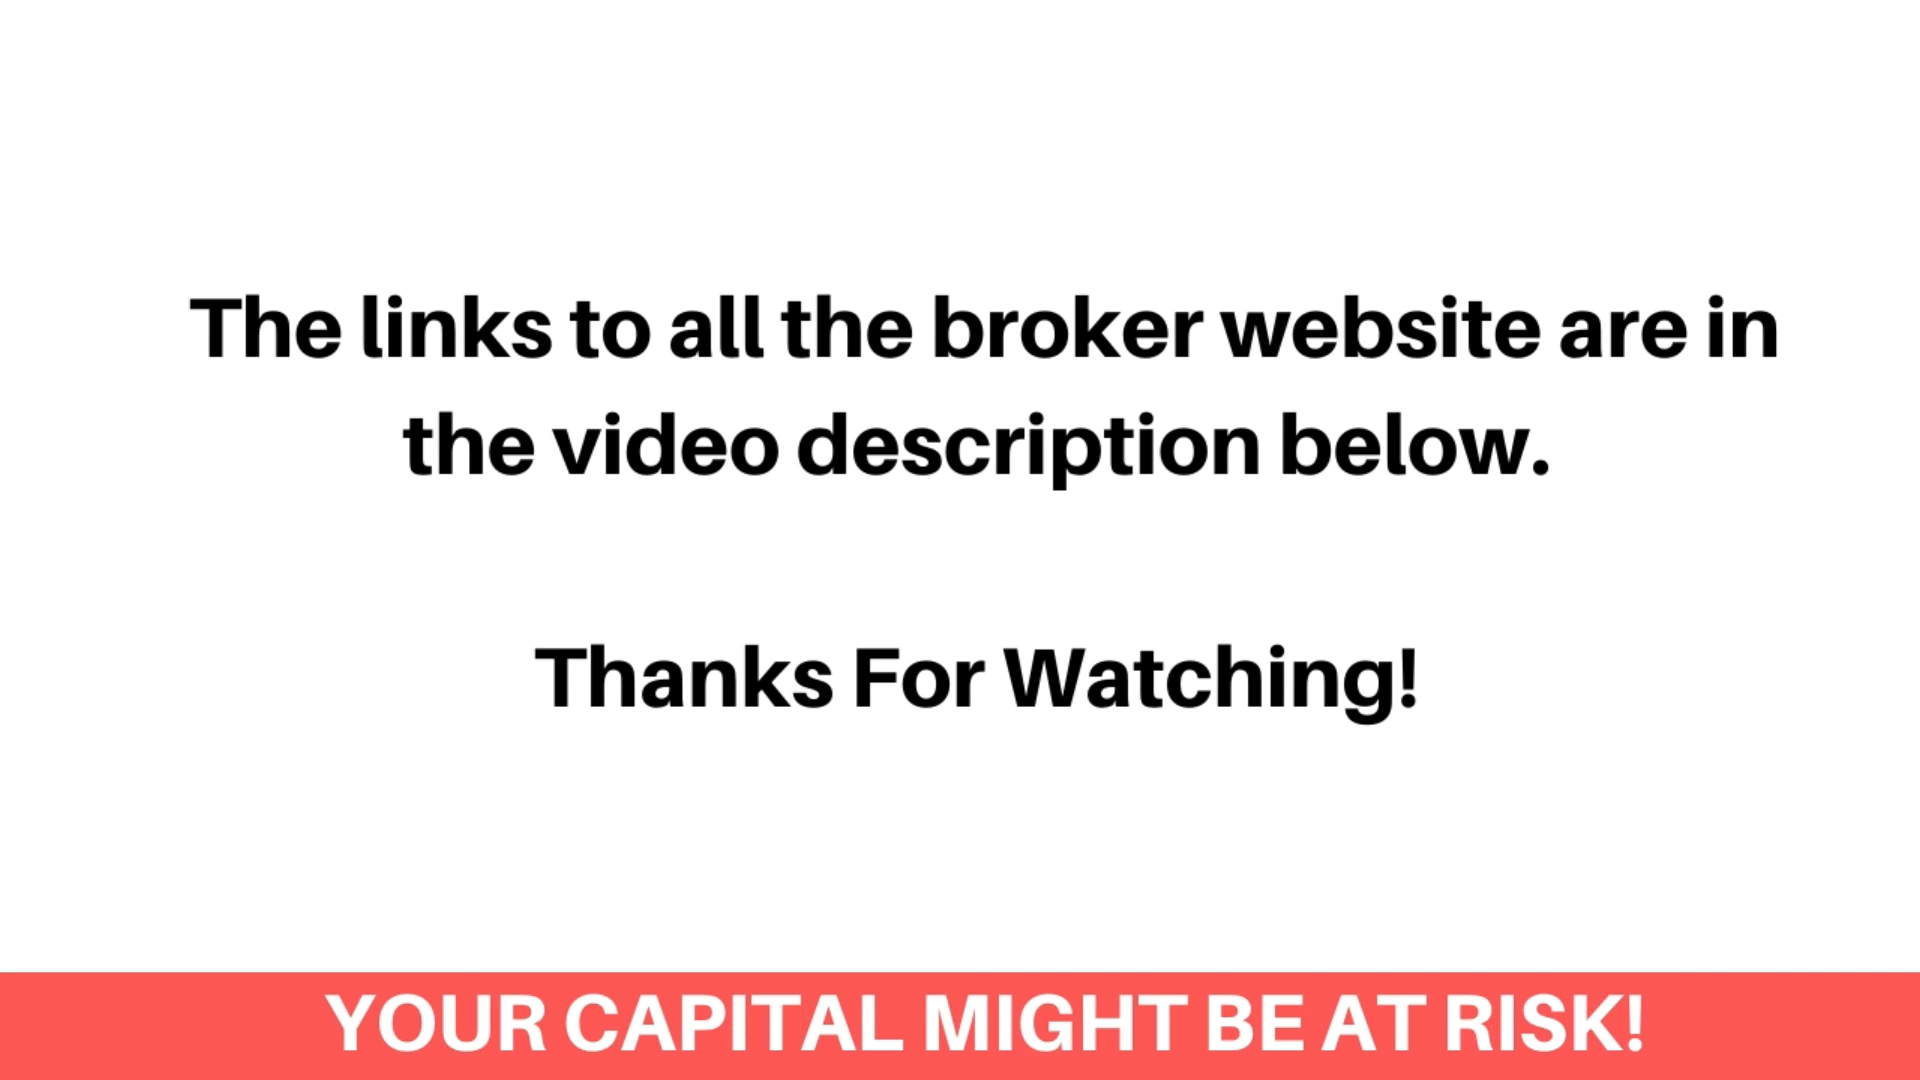 The links to all the broker website are in
the video description below.
Thanks For Watching!
YOUR CAPITAL MIGHT BE AT RISK!